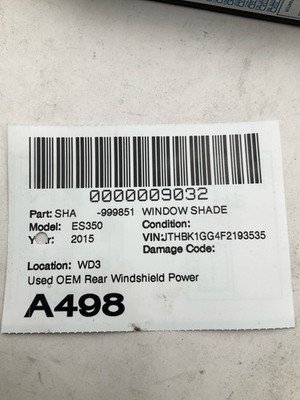 0000009032
Part: SHA -999851 WINDOW SHADE
Model: ES350 Condition:
Year: 2015 VIN:JTHBK1GG4F2193535
Damage Code:
Location: WD3
Used OEM Rear Windshield Power
A498